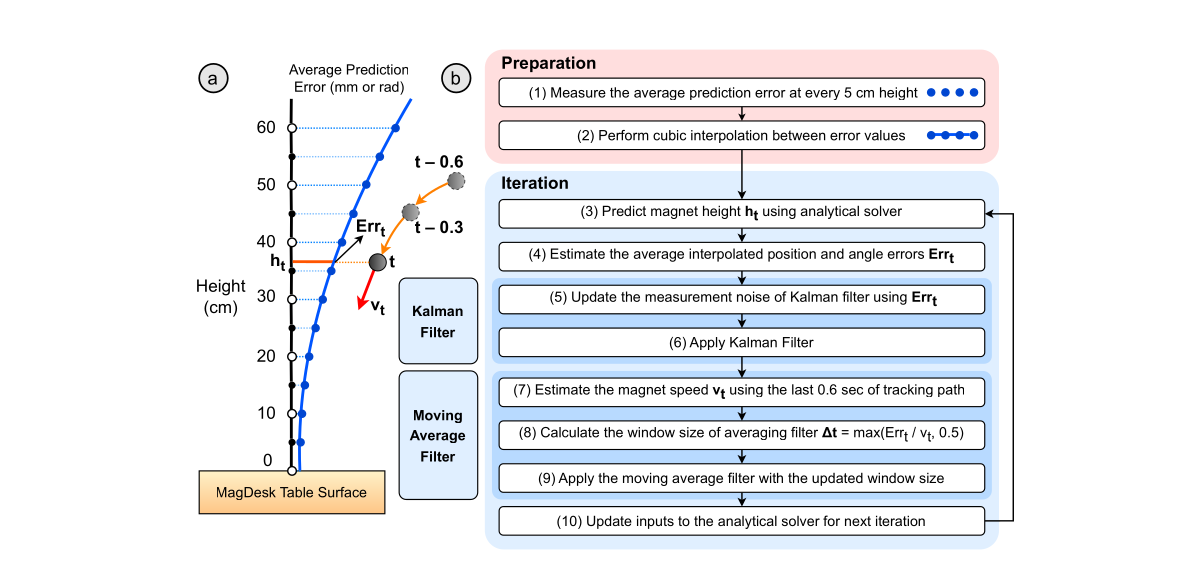 a
Average Prediction
Error (mm or rad)
60
50
40
30
20
10
0
h_t
Height
(cm)
t – 0.6
t – 0.3
Err_t
t
v_t
MagDesk Table Surface
Kalman
Filter
Moving
Average
Filter
b
Preparation
(1) Measure the average prediction error at every 5 cm height
(2) Perform cubic interpolation between error values
Iteration
(3) Predict magnet height h_t using analytical solver
(4) Estimate the average interpolated position and angle errors Err_t
(5) Update the measurement noise of Kalman filter using Err_t
(6) Apply Kalman Filter
(7) Estimate the magnet speed v_t using the last 0.6 sec of tracking path
(8) Calculate the window size of averaging filter Δt = max(Err_t / v_t, 0.5)
(9) Apply the moving average filter with the updated window size
(10) Update inputs to the analytical solver for next iteration